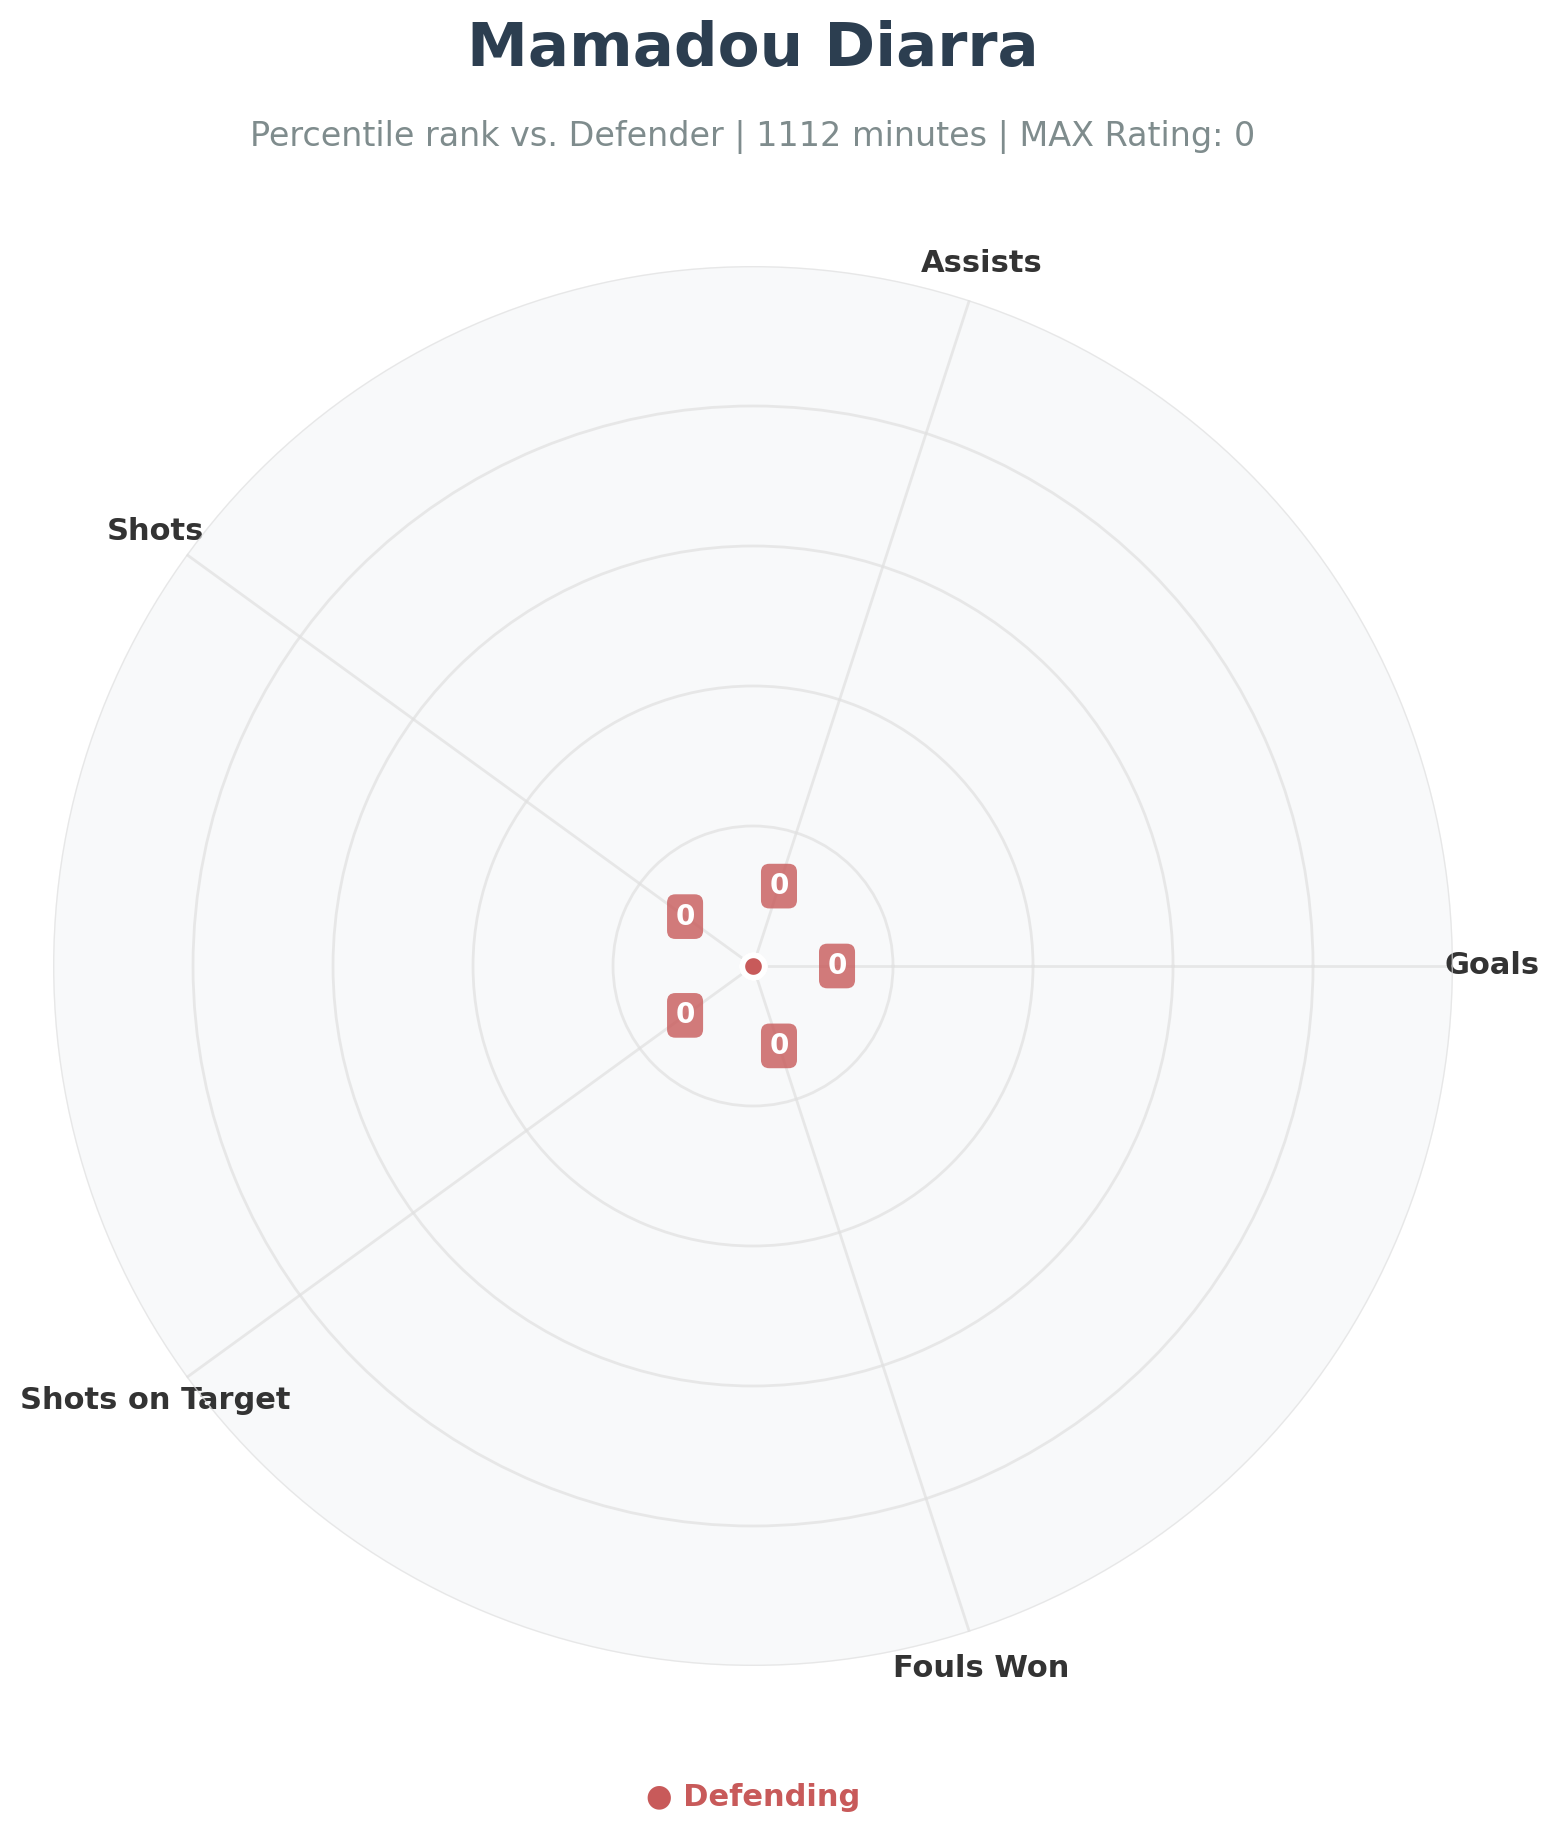 Mamadou Diarra
Percentile rank vs. Defender | 1112 minutes | MAX Rating: 0
Assists
Shots
0
0
0
Goals
0
0
Shots on Target
Fouls Won
● Defending